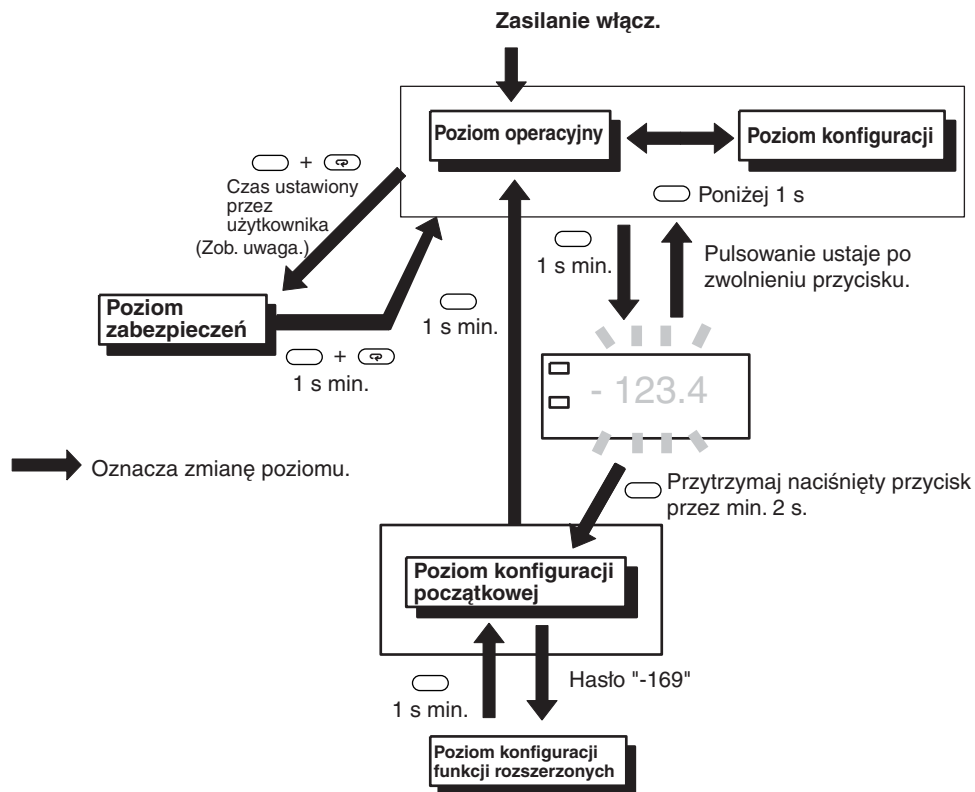 Zasilanie włącz.
Poziom operacyjny
Poziom konfiguracji
Poniżej 1 s
+
Czas ustawiony
przez
użytkownika
(Zob. uwaga.)
1 s min.
Pulsowanie ustaje po
zwolnieniu przycisku.
Poziom
zabezpieczeń
1 s min.
+
1 s min.
- 123.4
Oznacza zmianę poziomu.
Przytrzymaj naciśnięty przycisk
przez min. 2 s.
Poziom konfiguracji
początkowej
Hasło "-169"
1 s min.
Poziom konfiguracji
funkcji rozszerzonych